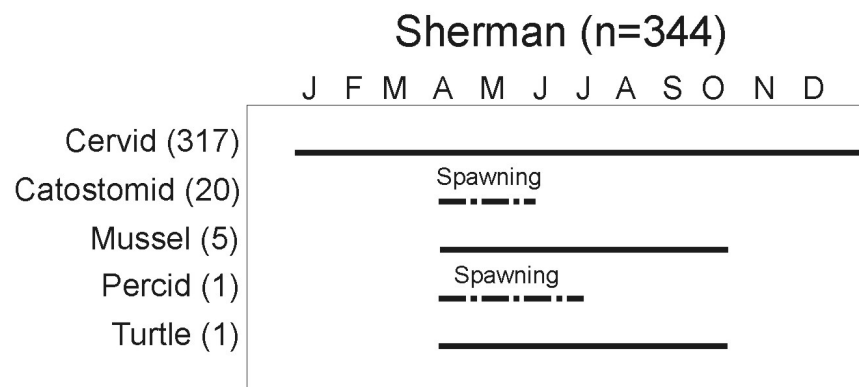 Sherman (n=344)
J F M A M J J A S O N D
Cervid (317)
Spawning
Catostomid (20)
Mussel (5)
Spawning
Percid (1)
Turtle (1)